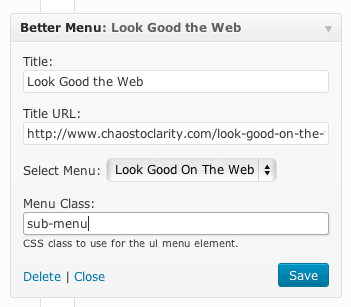 Better Menu: Look Good the Web
Title:
Look Good the Web
Title URL:
http://www.chaostoclarity.com/look-good-on-the-
Select Menu: Look Good On The Web
Menu Class:
sub-menu
CSS class to use for the ul menu element.
Delete | Close
Save